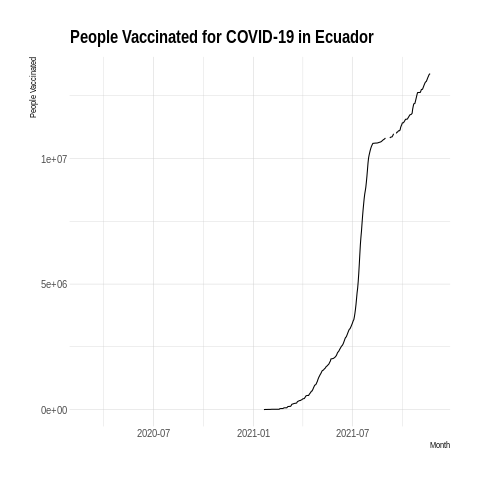 People Vaccinated for COVID-19 in Ecuador
People Vaccinated
1e+07
5e+06
0e+00
2020-07
2021-01
2021-07
Month